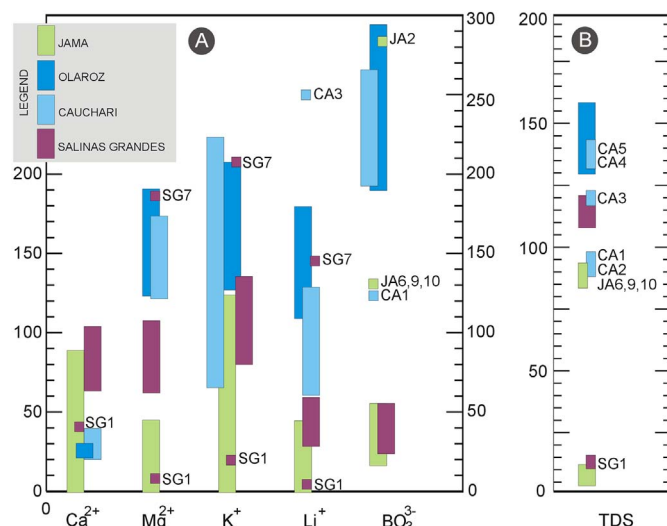 LEGEND
JAMA
OLAROZ
CAUCHARI
SALINAS GRANDES
A
B
300
250
200
150
100
50
0
200
150
100
50
0
200
150
100
50
0
JA2
CA3
SG7
SG7
SG7
JA6,9,10
CA1
SG1
SG1
SG1
SG1
CA5
CA4
CA3
CA1
CA2
JA6,9,10
SG1
0
Ca2+ Mg2+ K+ Li+ BO23- TDS